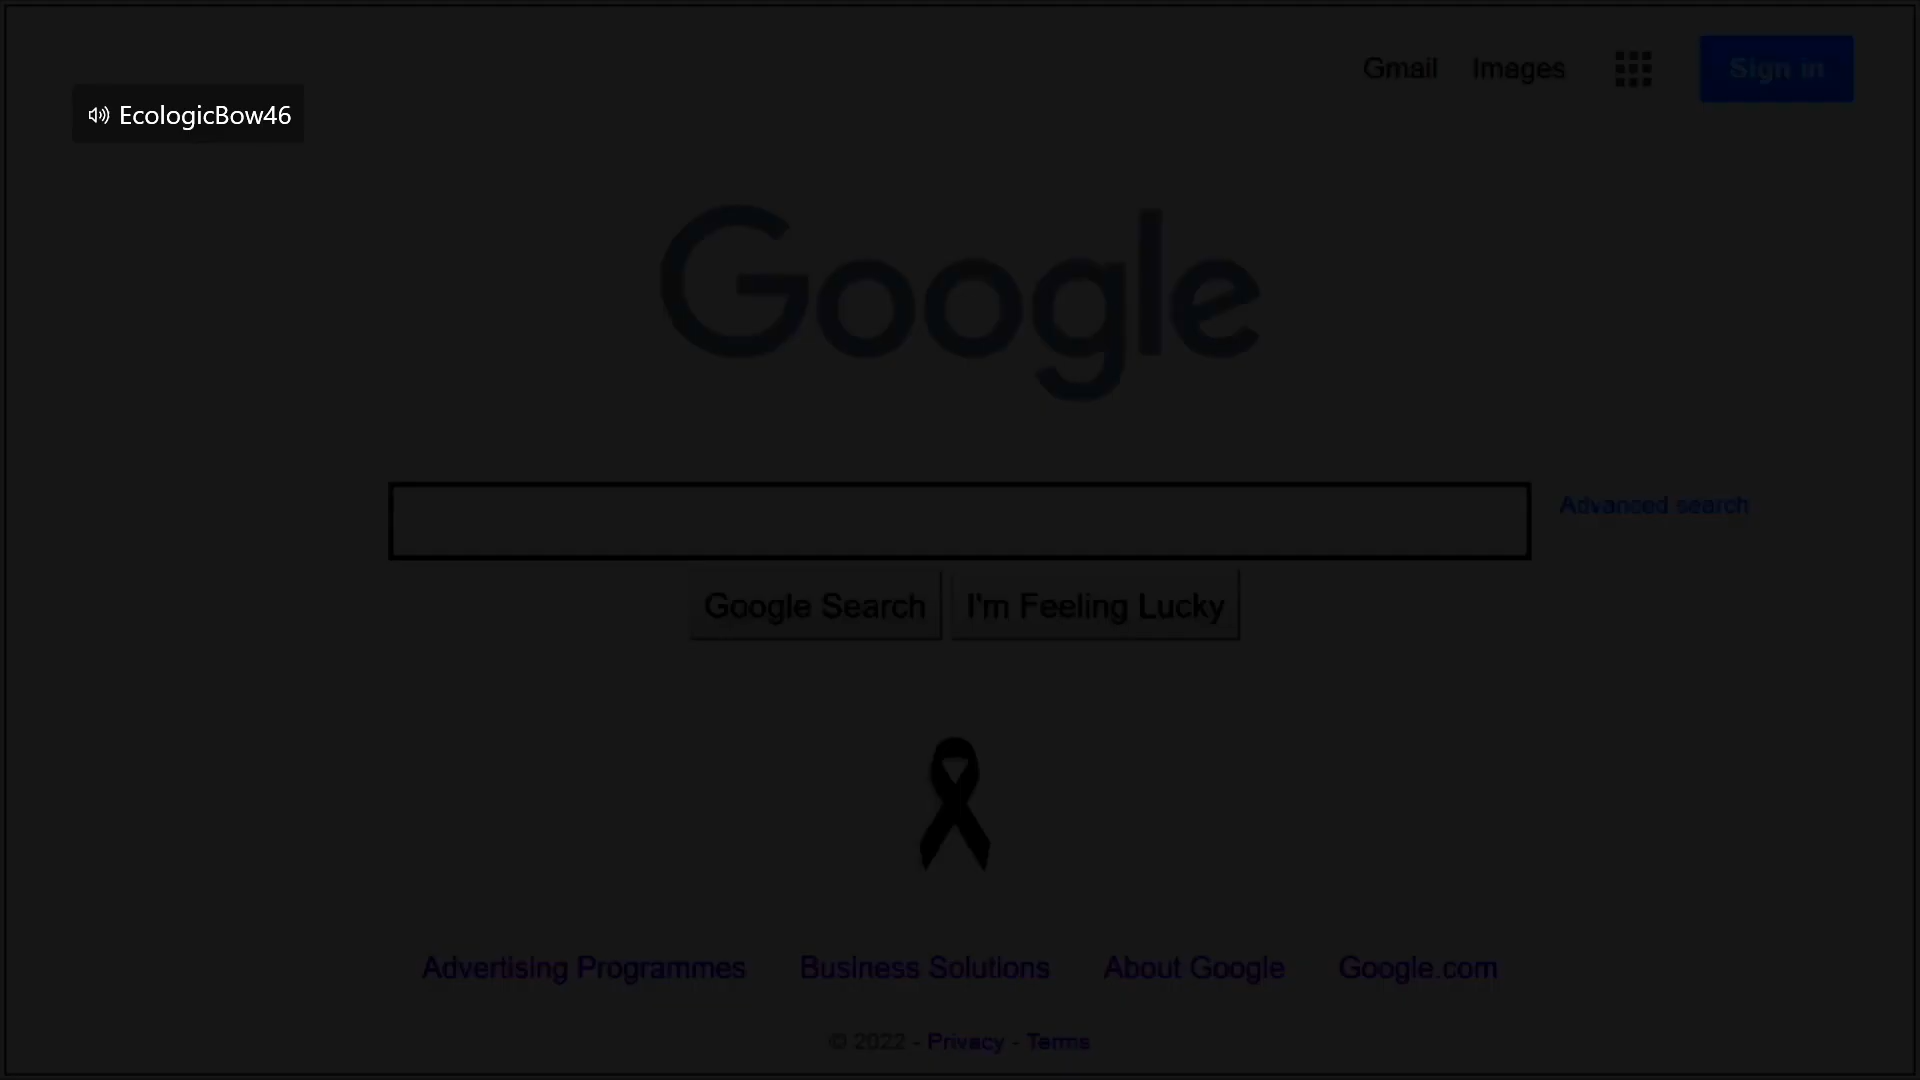 Gmail Images Sign in
EcologicBow46
Google
Advanced search
Google Search I'm Feeling Lucky
Advertising Programmes Business Solutions About Google Google.com
© 2022 - Privacy - Terms